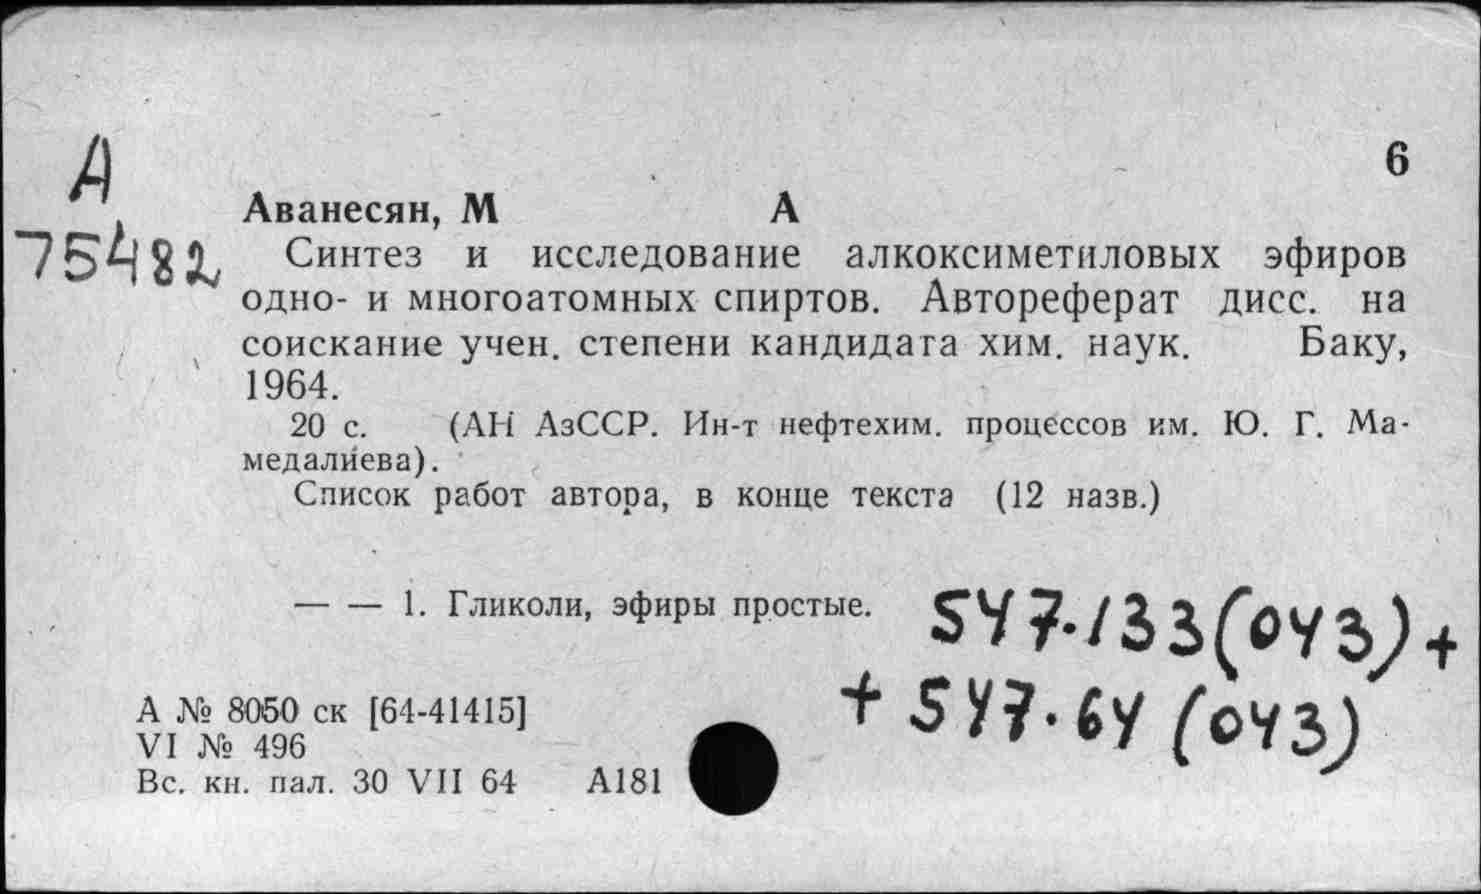 6
А
75482
Аванесян, М А
Синтез и исследование алкоксиметиловых эфиров
одно- и многоатомных спиртов. Автореферат дисс. на
соискание учен. степени кандидата хим. наук. Баку,
1964.
20 с. (АН АзССР. Ин-т нефтехим. процессов им. Ю. Г. Ма-
медалиева).
Список работ автора, в конце текста (12 назв.)
— — 1. Гликоли, эфиры простые.
547.133(043)+
+ 547.64 (043)
А № 8050 ск [64-41415]
VI № 496
Вс. кн. пал. 30 VII 64 А181